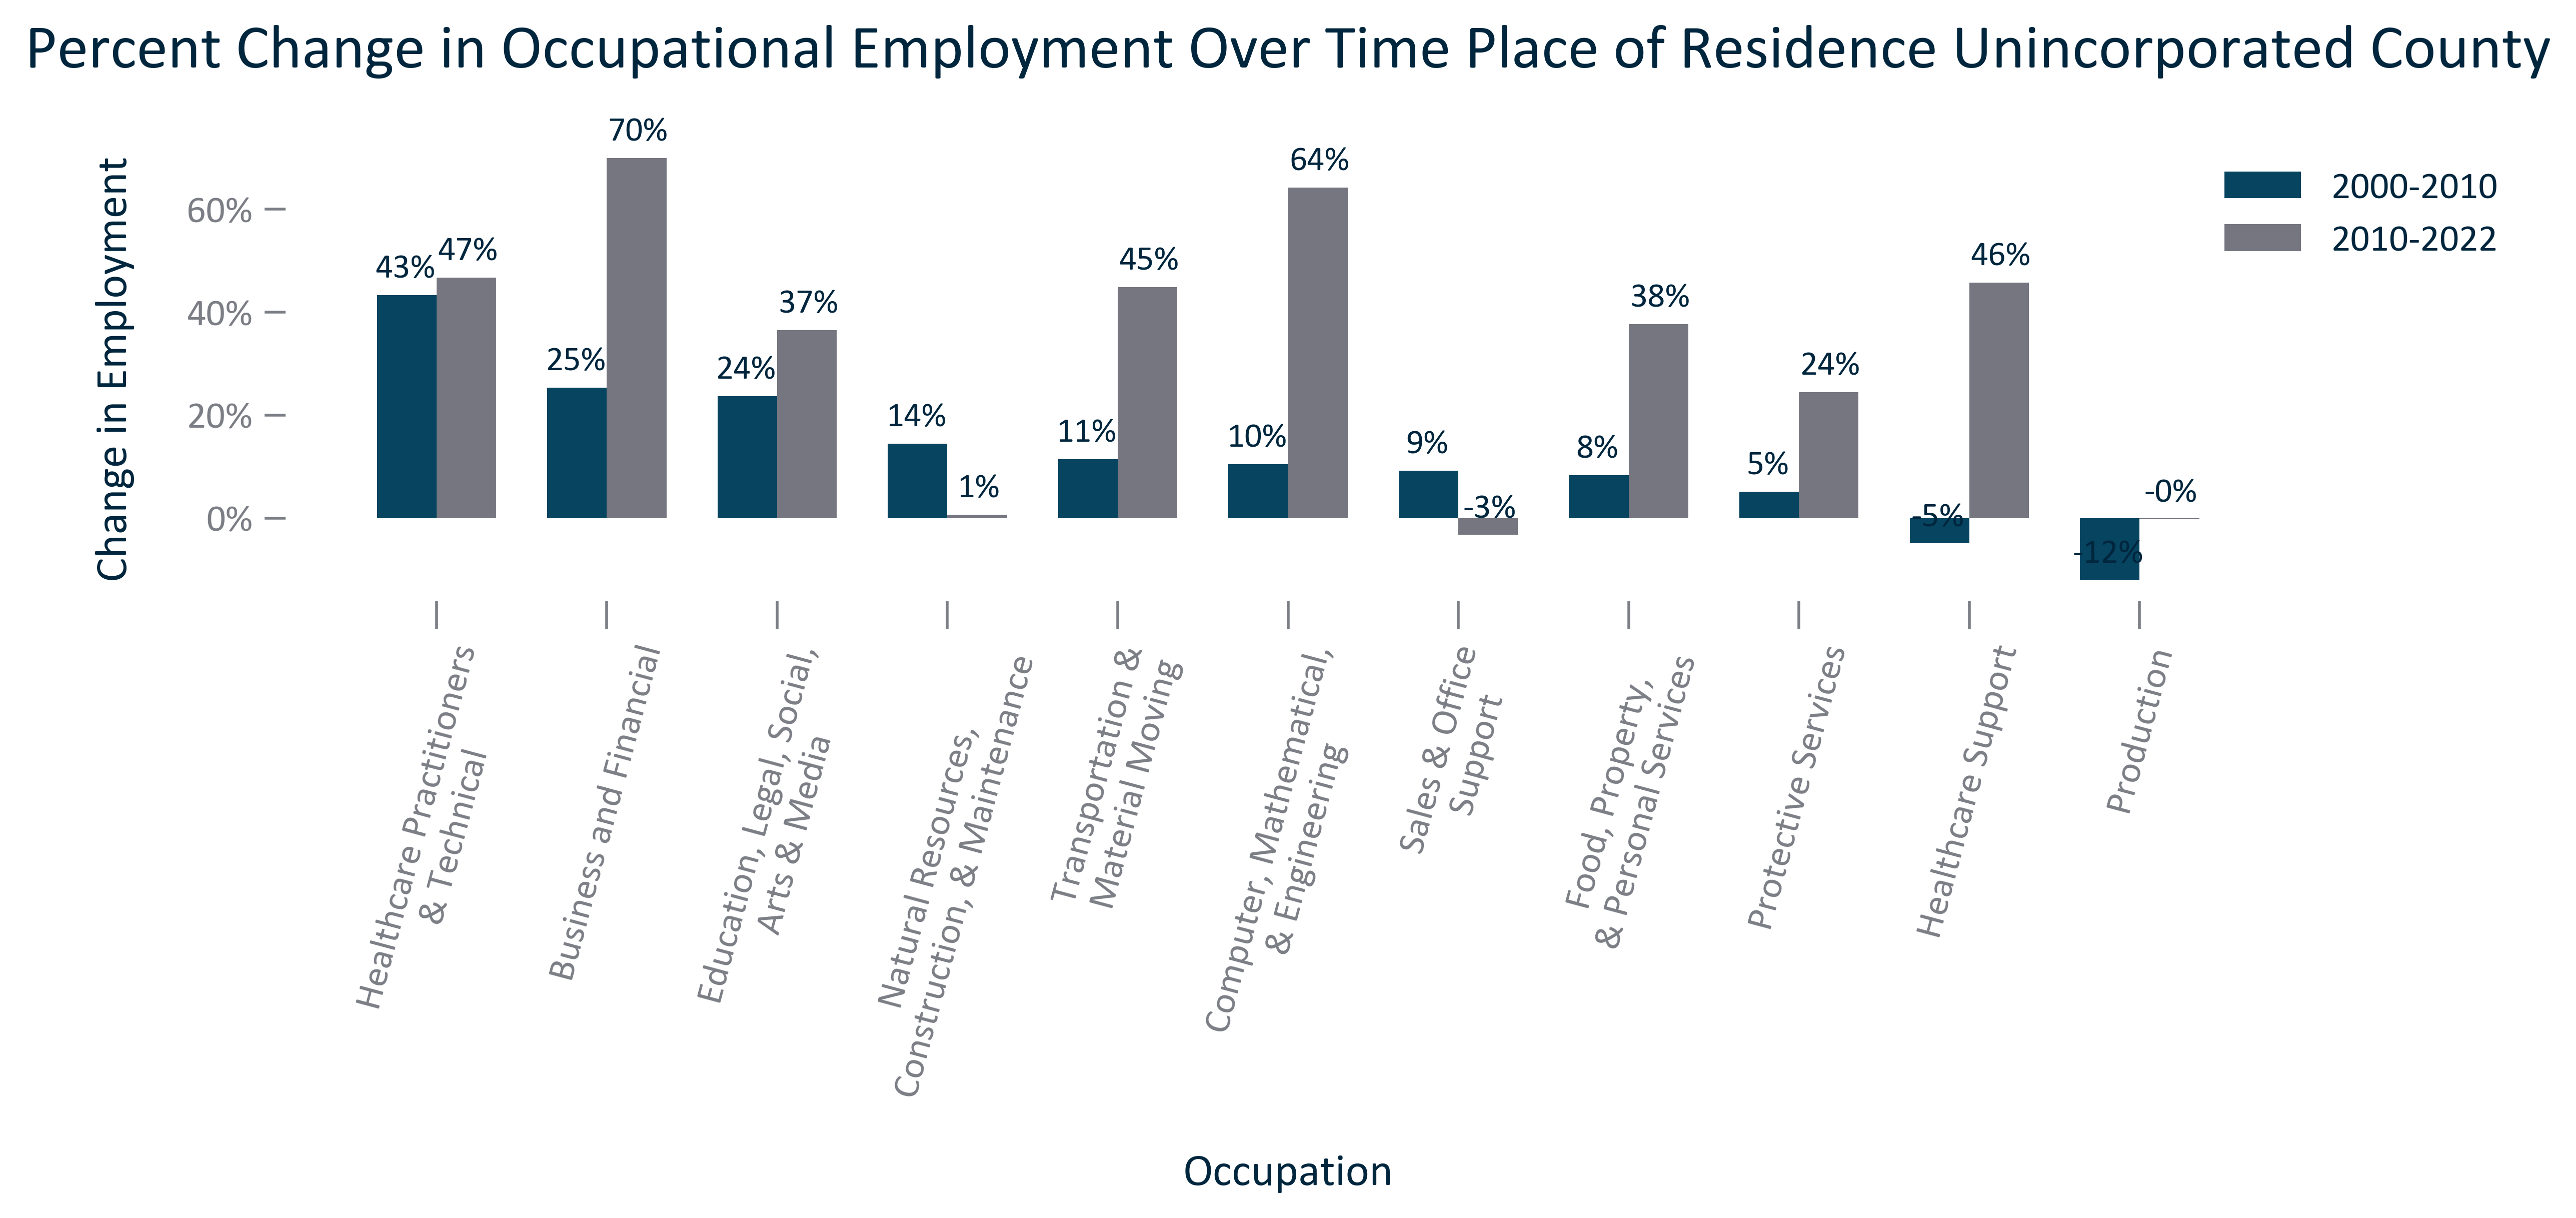 Percent Change in Occupational Employment Over Time Place of Residence Unincorporated County
Change in Employment
60%
40%
20%
0%
43%
47%
25%
70%
24%
37%
14%
1%
11%
45%
10%
64%
9%
-3%
8%
38%
5%
24%
-5%
46%
-12%
-0%
2000-2010
2010-2022
Healthcare Practitioners
& Technical
Business and Financial
Education, Legal, Social,
Arts & Media
Natural Resources,
Construction, & Maintenance
Transportation &
Material Moving
Computer, Mathematical,
& Engineering
Sales & Office
Support
Food, Property,
& Personal Services
Protective Services
Healthcare Support
Production
Occupation